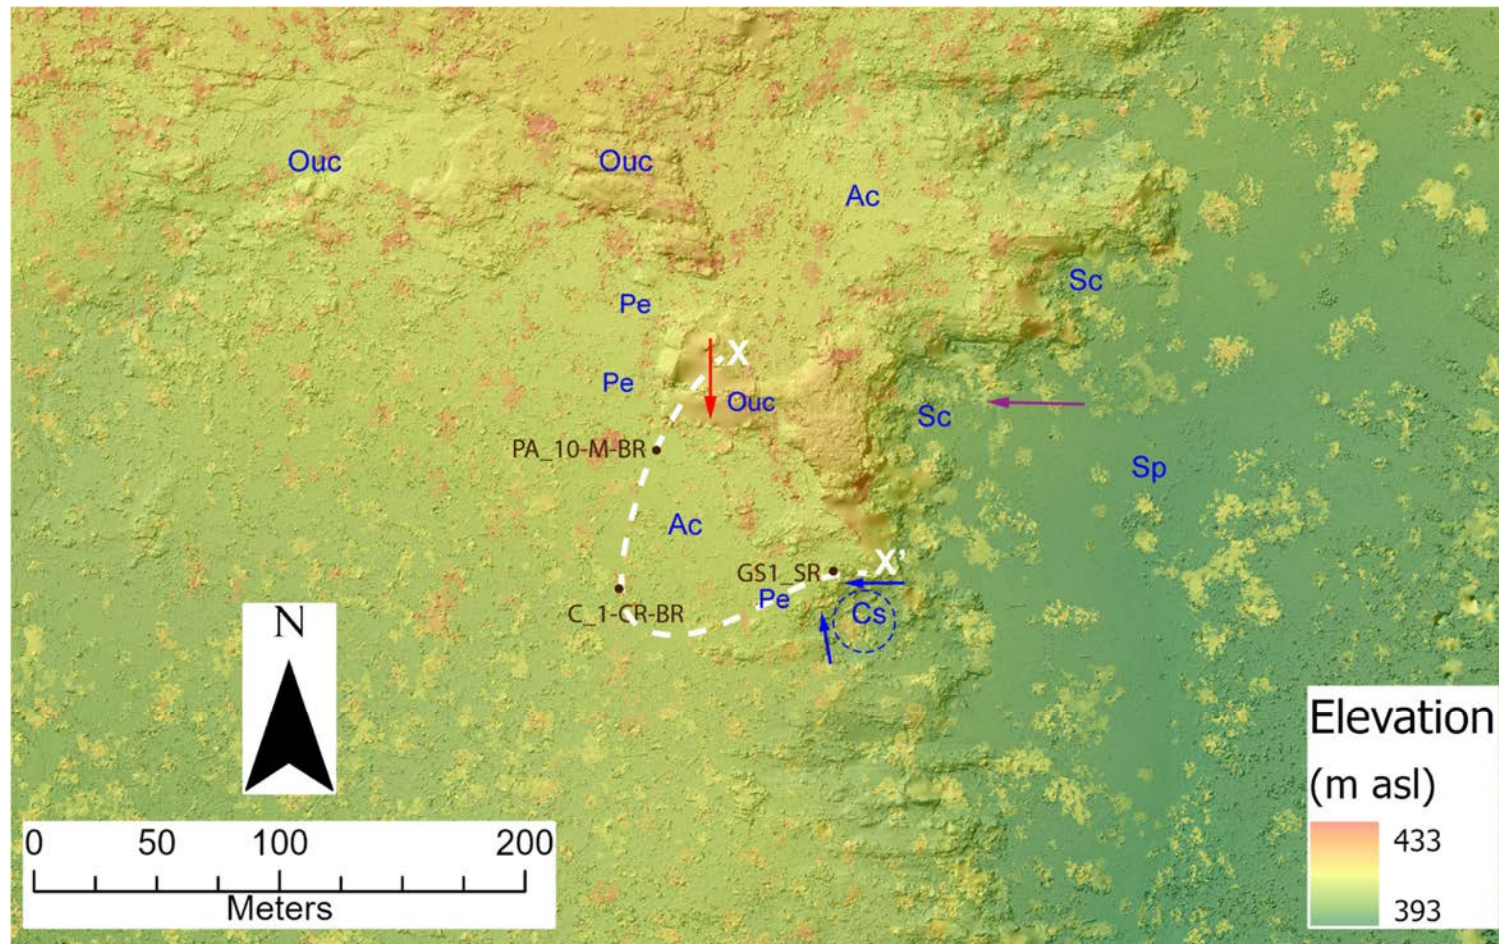 Ouc
Ouc
Ac
Sc
Pe
X
Pe
Ouc
Sc
PA_10-M-BR
Sp
Ac
X'
GS1_SR
Pe
C_1-CR-BR
Cs
N
0 50 100 200
Meters
Elevation
(m asl)
433
393